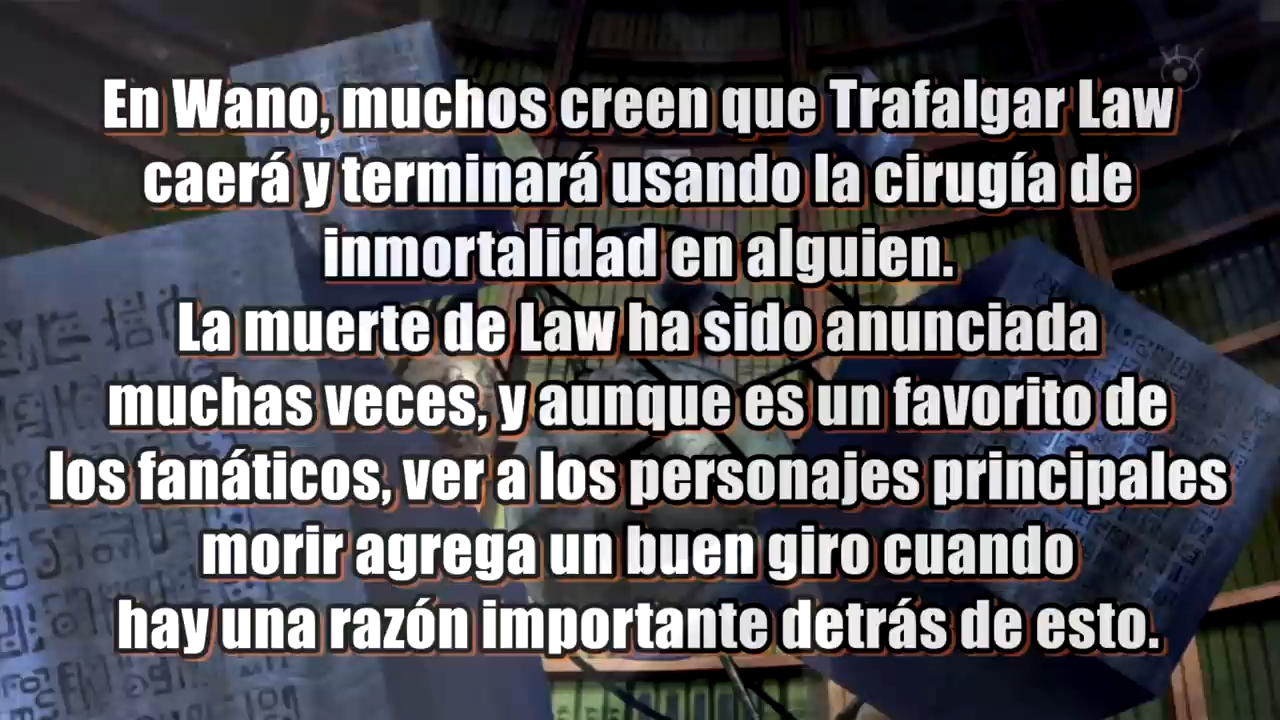 En Wano, muchos creen que Trafalgar Law
caerá y terminará usando la cirugía de
inmortalidad en alguien.
La muerte de Law ha sido anunciada
muchas veces, y aunque es un favorito de
los fanáticos, ver a los personajes principales
morir agrega un buen giro cuando
hay una razón importante detrás de esto.